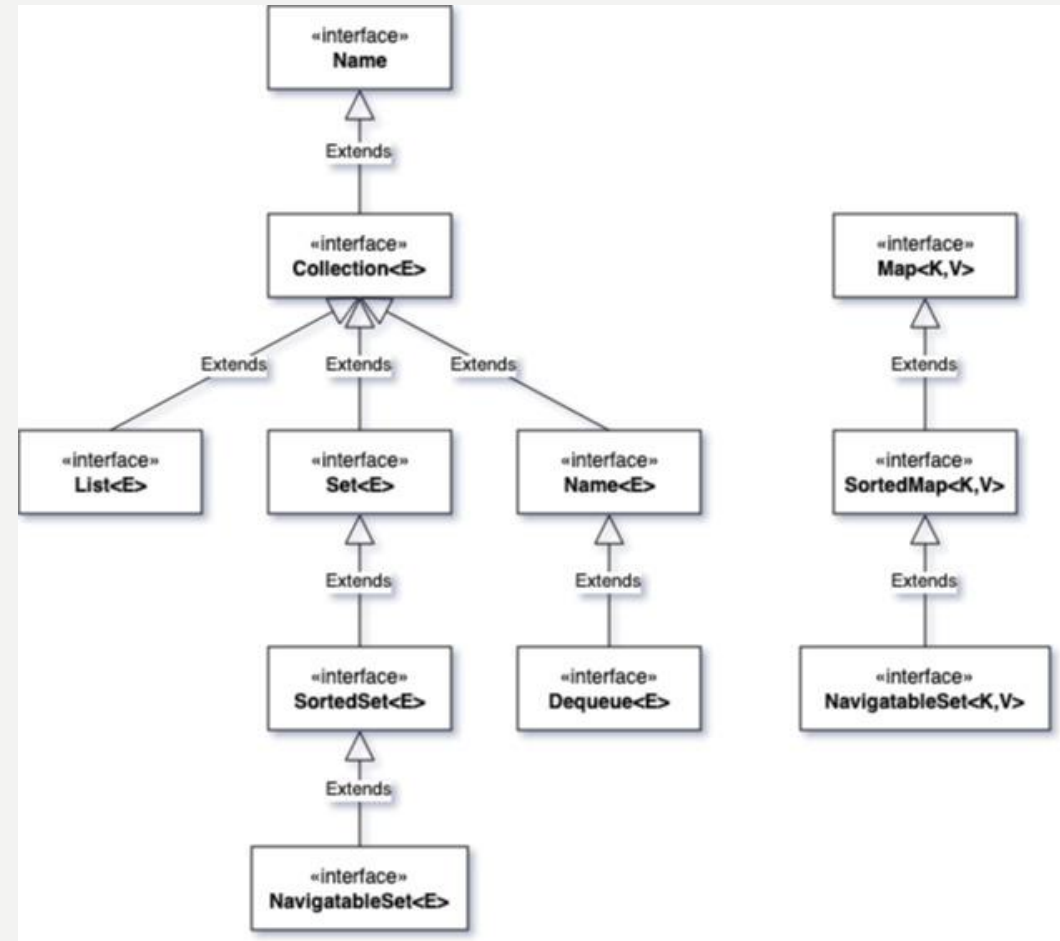 «interface»
Name
Extends
«interface»
Collection<E>
«interface»
Map<K,V>
Extends
Extends
Extends
Extends
«interface»
List<E>
«interface»
Set<E>
«interface»
Name<E>
«interface»
SortedMap<K,V>
Extends
Extends
Extends
«interface»
SortedSet<E>
«interface»
Dequeue<E>
«interface»
NavigatableSet<K,V>
Extends
«interface»
NavigatableSet<E>